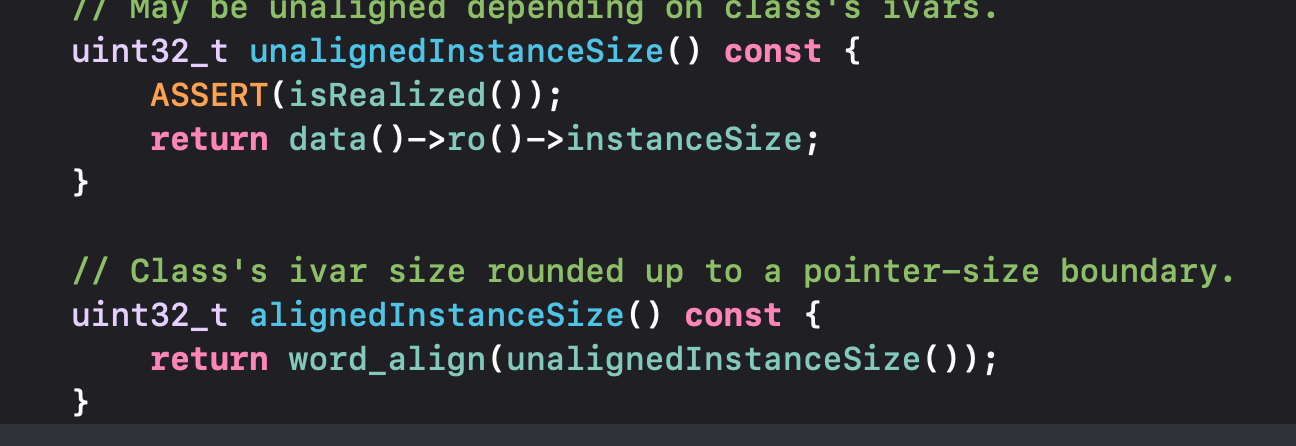 // May be unaligned depending on class's ivars.
uint32_t unalignedInstanceSize() const {
    ASSERT(isRealized());
    return data()->ro()->instanceSize;
}

// Class's ivar size rounded up to a pointer-size boundary.
uint32_t alignedInstanceSize() const {
    return word_align(unalignedInstanceSize());
}